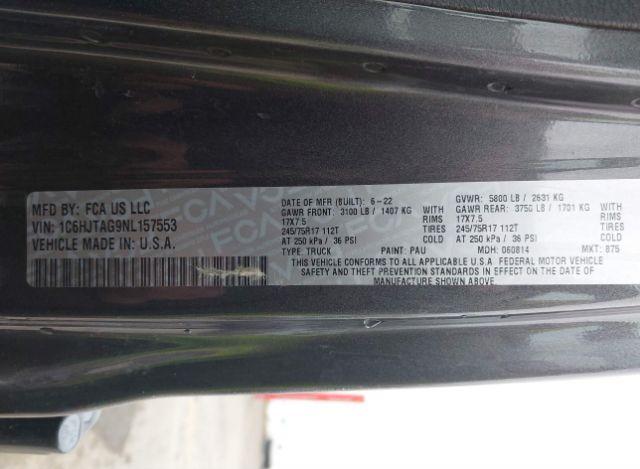 MFD BY: FCA US LLC
VIN: 1C6HJTAG9NL157553
VEHICLE MADE IN U.S.A.
DATE OF MFR (BUILT): 6-22 GVWR: 5800 LB / 2631 KG
GAWR FRONT: 3100 LB / 1407 KG WITH GAWR REAR: 3750 LB / 1701 KG WITH
17X7.5 RIMS 17X7.5 RIMS
245/75R17 112T TIRES 245/75R17 112T TIRES
AT 250 kPa / 36 PSI COLD AT 250 kPa / 36 PSI COLD
TYPE: TRUCK PAINT: PAU MDH: 060814 MKT: 875
THIS VEHICLE CONFORMS TO ALL APPLICABLE U.S.A. FEDERAL MOTOR VEHICLE
SAFETY AND THEFT PREVENTION STANDARDS IN EFFECT ON THE DATE OF
MANUFACTURE SHOWN ABOVE.